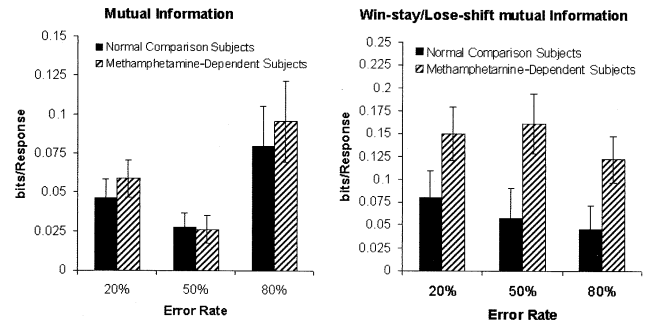 Mutual Information
Normal Comparison Subjects
Methamphetamine-Dependent Subjects
bits/Response
0.15
0.125
0.1
0.075
0.05
0.025
0
20%
50%
80%
Error Rate
Win-stay/Lose-shift mutual Information
Normal Comparison Subjects
Methamphetmine-Dependent Subjects
bits/Response
0.25
0.225
0.2
0.175
0.15
0.125
0.1
0.075
0.05
0.025
0
20%
50%
80%
Error Rate